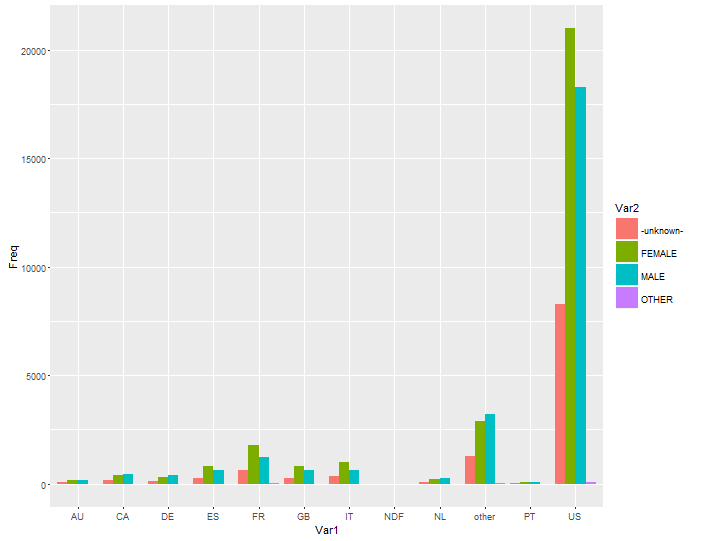 20000
15000
10000
5000
0
Freq
AU CA DE ES FR GB IT NDF NL other PT US
Var1
Var2
-unknown-
FEMALE
MALE
OTHER